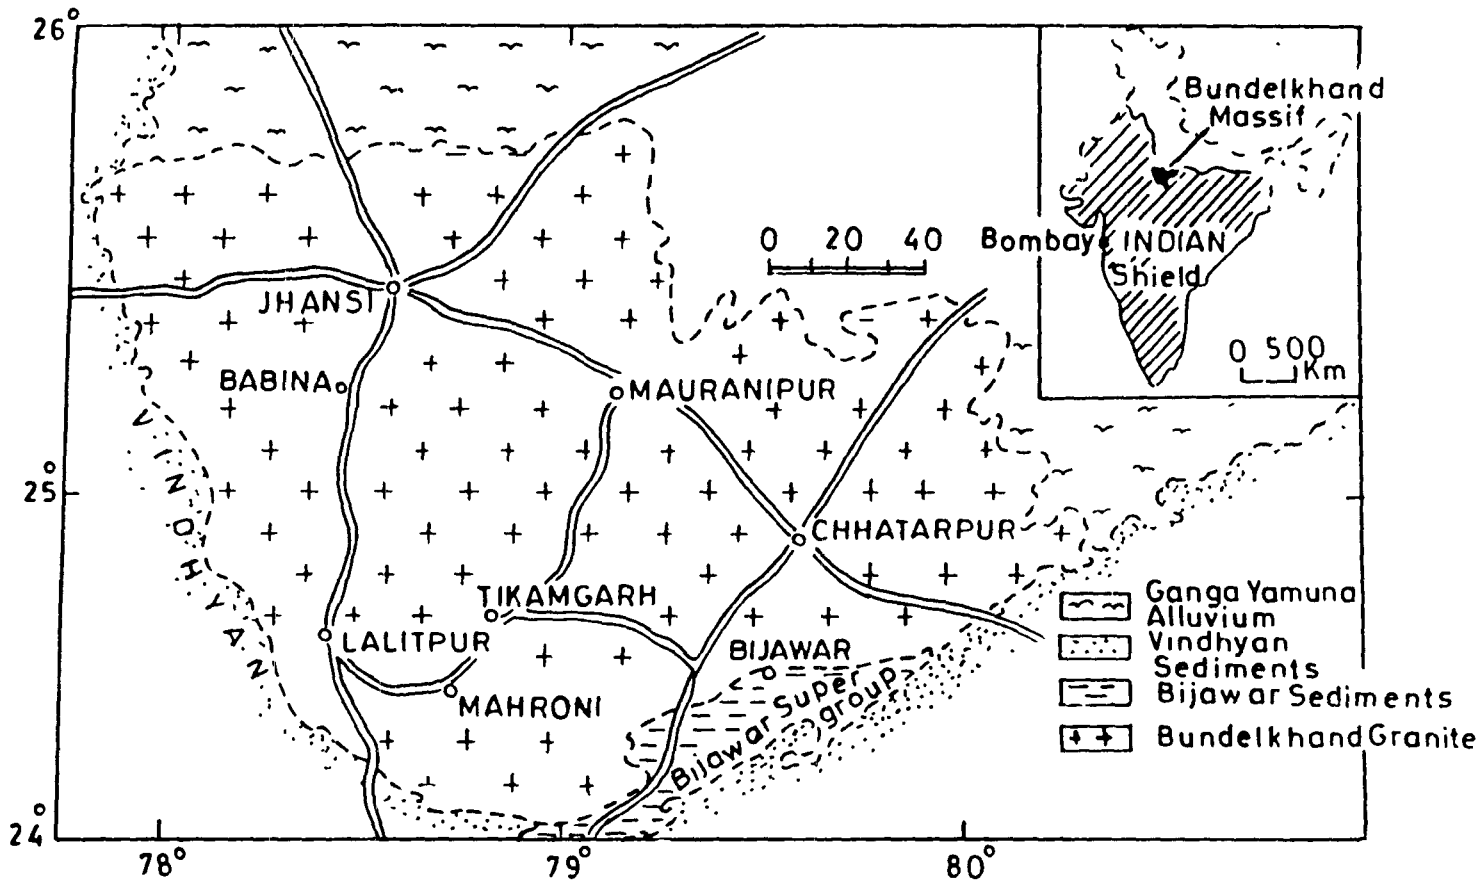 26°
Bundelkhand
Massif
0 20 40
Bombay
INDIAN
Shield
0 500
Km
JHANSI
BABINA
MAURANIPUR
25°
CHHATARPUR
VINDHYAN
TIKAMGARH
LALITPUR
MAHRONI
BIJAWAR
Bijawar Super
group
Ganga Yamuna
Alluvium
Vindhyan
Sediments
Bijawar Sediments
Bundelkhand Granite
24°
78° 79° 80°